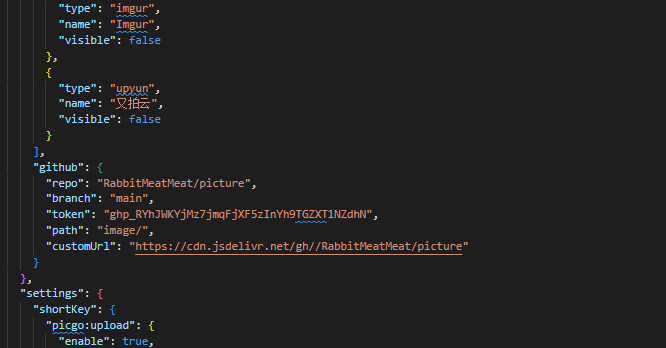 "type": "imgur",
"name": "Imgur",
"visible": false
},
{
"type": "upyun",
"name": "又拍云",
"visible": false
}
],
"github": {
"repo": "RabbitMeatMeat/picture",
"branch": "main",
"token": "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",
"path": "image/",
"customUrl": "https://cdn.jsdelivr.net/gh//RabbitMeatMeat/picture"
}
},
"settings": {
"shortKey": {
"picgo:upload": {
"enable": true,